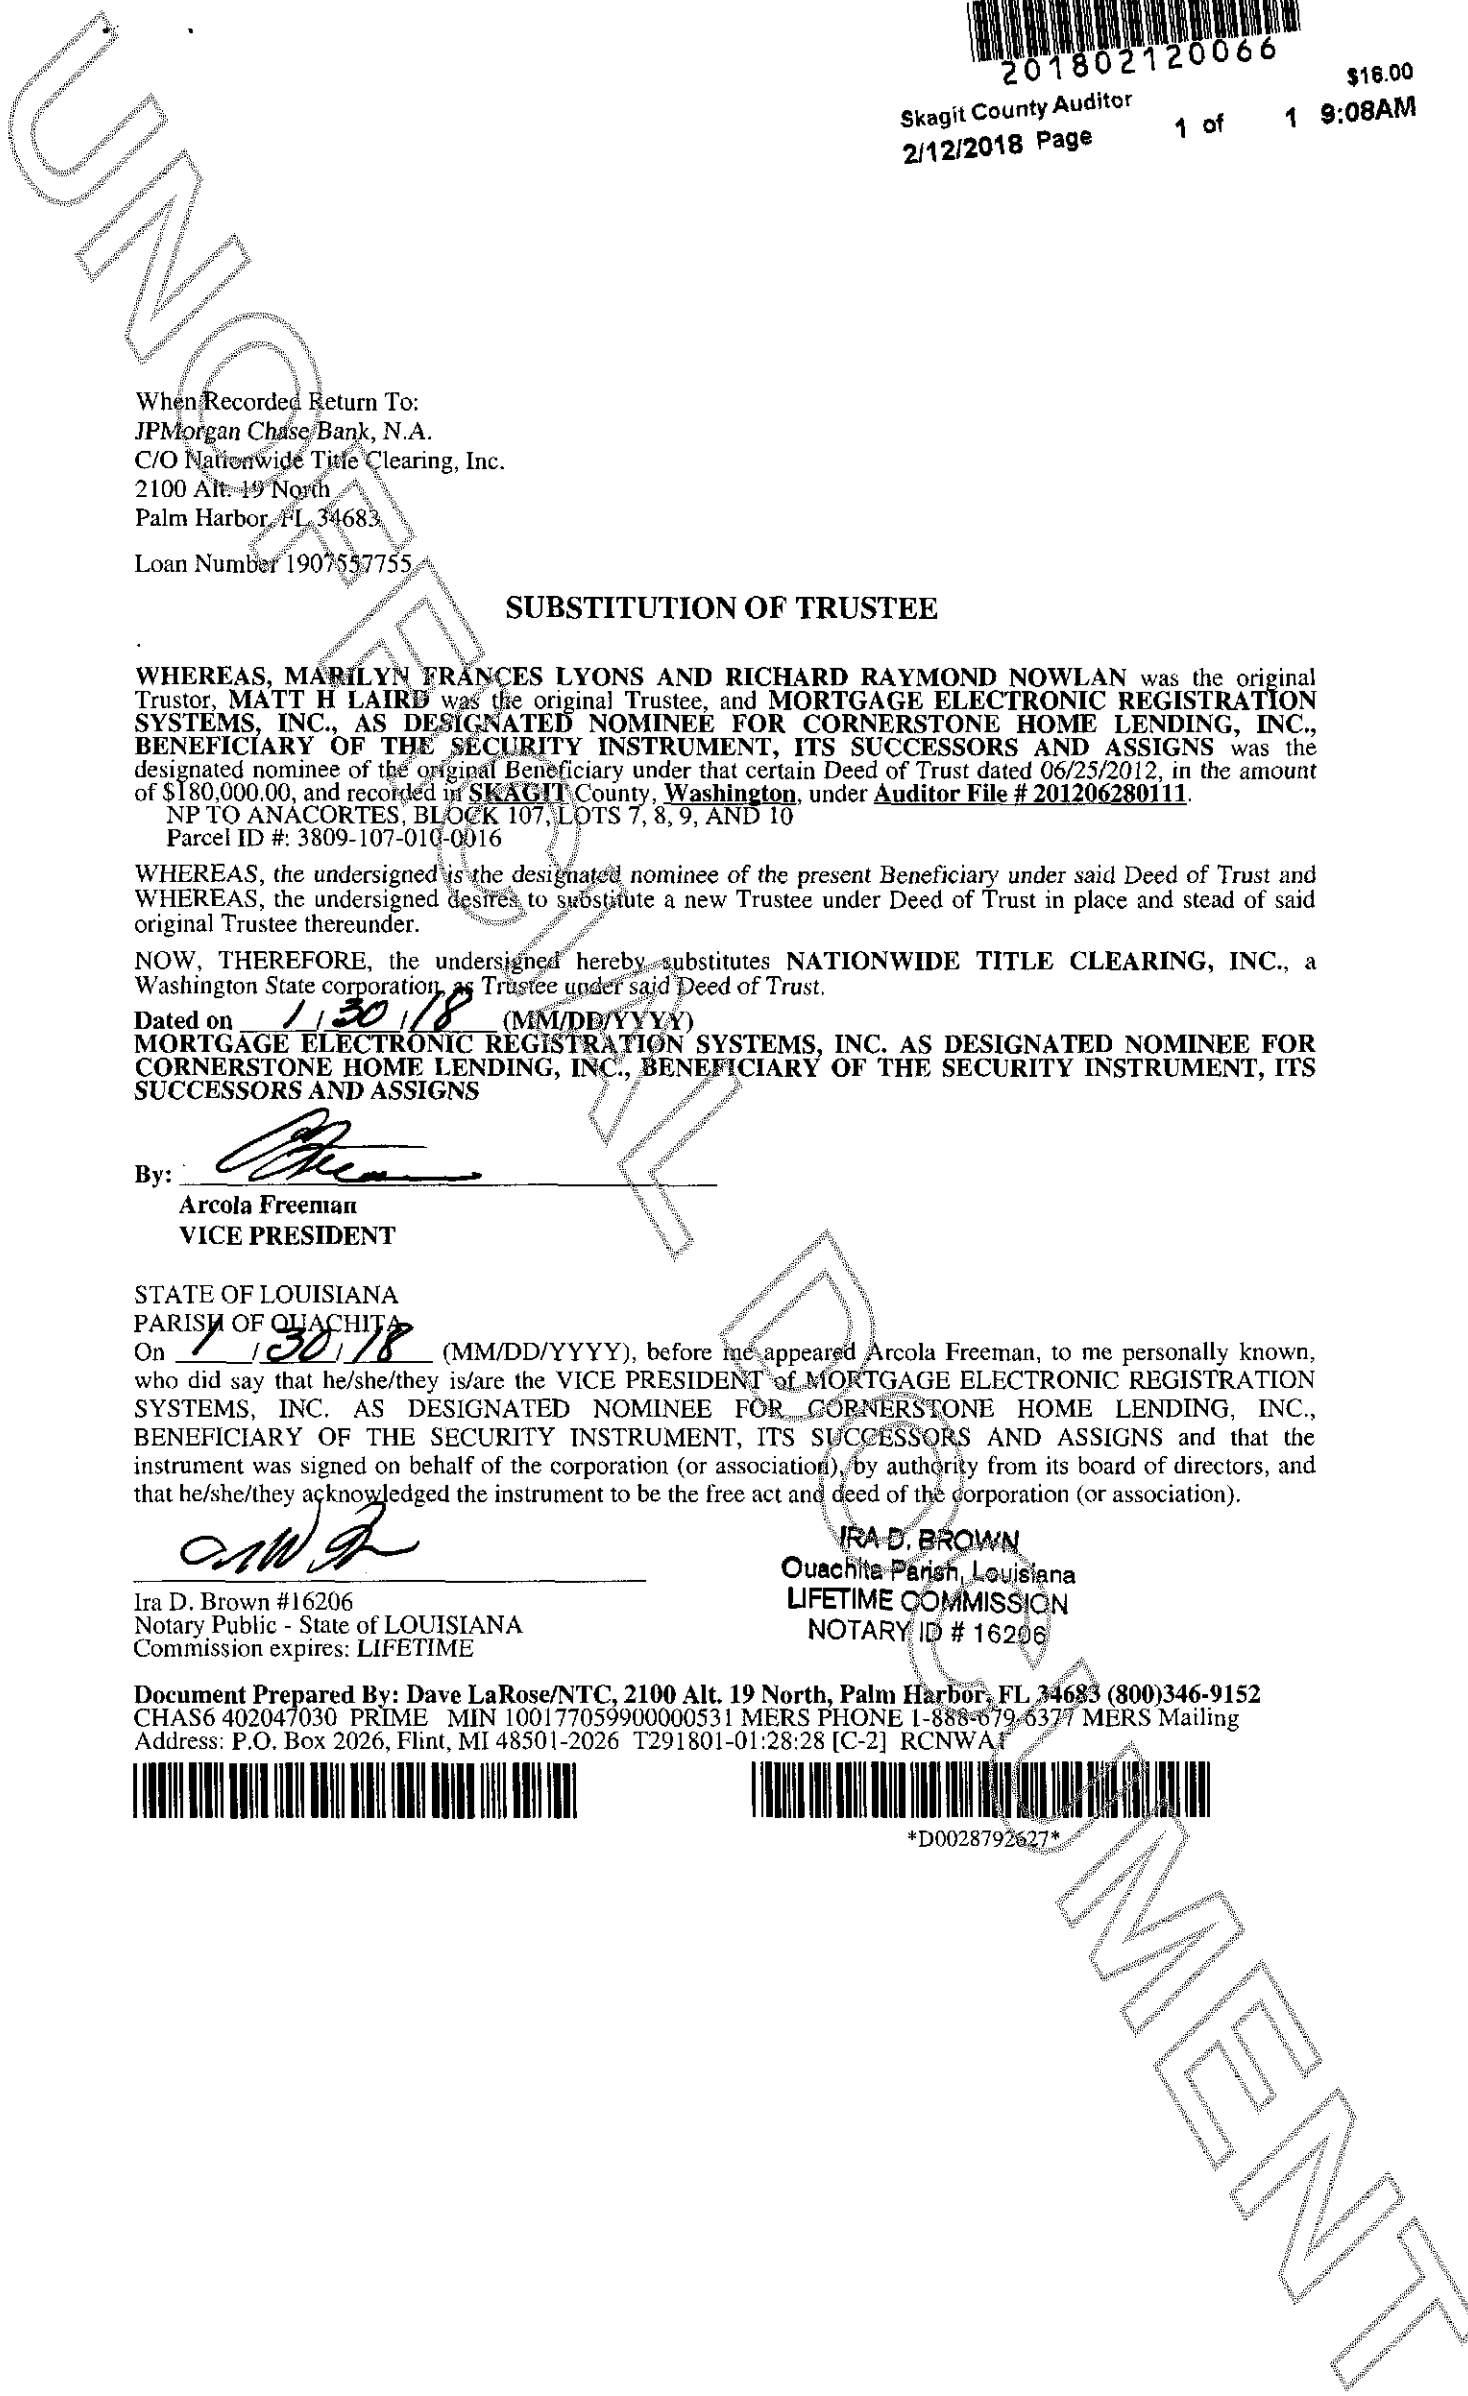 201802120066
Skagit County Auditor $16.00
2/12/2018 Page 1 of 1 9:08AM
When Recorded Return To:
JPMorgan Chase Bank, N.A.
C/O Nationwide Title Clearing, Inc.
2100 Alt. 19 North
Palm Harbor, FL 34683
Loan Number 1907557755
SUBSTITUTION OF TRUSTEE
WHEREAS, MARILYN FRANCES LYONS AND RICHARD RAYMOND NOWLAN was the original
Trustor, MATT H LAIRD was the original Trustee, and MORTGAGE ELECTRONIC REGISTRATION
SYSTEMS, INC., AS DESIGNATED NOMINEE FOR CORNERSTONE HOME LENDING, INC.,
BENEFICIARY OF THE SECURITY INSTRUMENT, ITS SUCCESSORS AND ASSIGNS was the
designated nominee of the original Beneficiary under that certain Deed of Trust dated 06/25/2012, in the amount
of $180,000.00, and recorded in SKAGIT County, Washington, under Auditor File # 201206280111.
NP TO ANACORTES, BLOCK 107, LOTS 7, 8, 9, AND 10
Parcel ID #: 3809-107-010-0016
WHEREAS, the undersigned is the designated nominee of the present Beneficiary under said Deed of Trust and
WHEREAS, the undersigned desires to substitute a new Trustee under Deed of Trust in place and stead of said
original Trustee thereunder.
NOW, THEREFORE, the undersigned hereby substitutes NATIONWIDE TITLE CLEARING, INC., a
Washington State corporation, as Trustee under said Deed of Trust.
Dated on 1/30/18 (MM/DD/YYYY)
MORTGAGE ELECTRONIC REGISTRATION SYSTEMS, INC. AS DESIGNATED NOMINEE FOR
CORNERSTONE HOME LENDING, INC., BENEFICIARY OF THE SECURITY INSTRUMENT, ITS
SUCCESSORS AND ASSIGNS
By:
Arcola Freeman
VICE PRESIDENT
STATE OF LOUISIANA
PARISH OF OUACHITA
On 1/30/18 (MM/DD/YYYY), before me appeared Arcola Freeman, to me personally known,
who did say that he/she/they is/are the VICE PRESIDENT of MORTGAGE ELECTRONIC REGISTRATION
SYSTEMS, INC. AS DESIGNATED NOMINEE FOR CORNERSTONE HOME LENDING, INC.,
BENEFICIARY OF THE SECURITY INSTRUMENT, ITS SUCCESSORS AND ASSIGNS and that the
instrument was signed on behalf of the corporation (or association), by authority from its board of directors, and
that he/she/they acknowledged the instrument to be the free act and deed of the corporation (or association).
Ira D. Brown #16206
Notary Public - State of LOUISIANA
Commission expires: LIFETIME
IRA D. BROWN
Ouachita Parish, Louisiana
LIFETIME COMMISSION
NOTARY ID # 16206
Document Prepared By: Dave LaRose/NTC, 2100 Alt. 19 North, Palm Harbor, FL 34683 (800)346-9152
CHAS6 402047030 PRIME MIN 100177059900000531 MERS PHONE 1-888-679-6377 MERS Mailing
Address: P.O. Box 2026, Flint, MI 48501-2026 T291801-01:28:28 [C-2] RCNWA1
*D0028792627*
UNOFFICIAL DOCUMENT